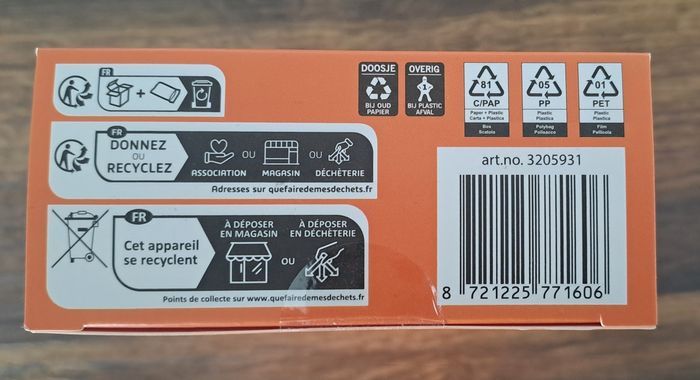 FR
+
FR
DONNEZ
OU
RECYCLEZ
ASSOCIATION
OU
MAGASIN
OU
DÉCHÈTERIE
Adresses sur quefairedemesdechets.fr
FR
Cet appareil
se recyclent
À DÉPOSER
EN MAGASIN
OU
À DÉPOSER
EN DÉCHÈTERIE
Points de collecte sur www.quefairedemesdechets.fr
DOOSJE
BIJ OUD
PAPIER
OVERIG
BIJ PLASTIC
AFVAL
81
C/PAP
Paper + Plastic
Carta + Plastica
Box
Scatola
05
PP
Plastic
Plastica
Polybag
Polisacco
01
PET
Plastic
Plastica
Film
Pellicola
art.no. 3205931
8 721225 771606